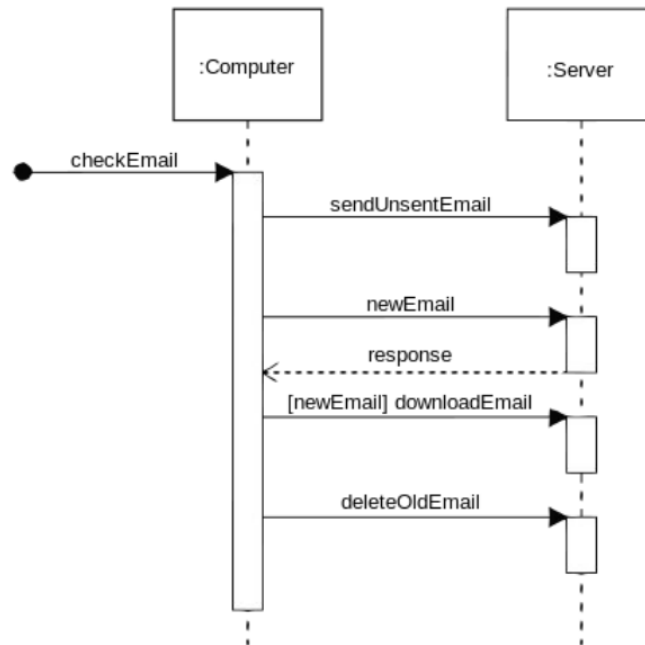 :Computer
:Server
checkEmail
sendUnsentEmail
newEmail
response
[newEmail] downloadEmail
deleteOldEmail